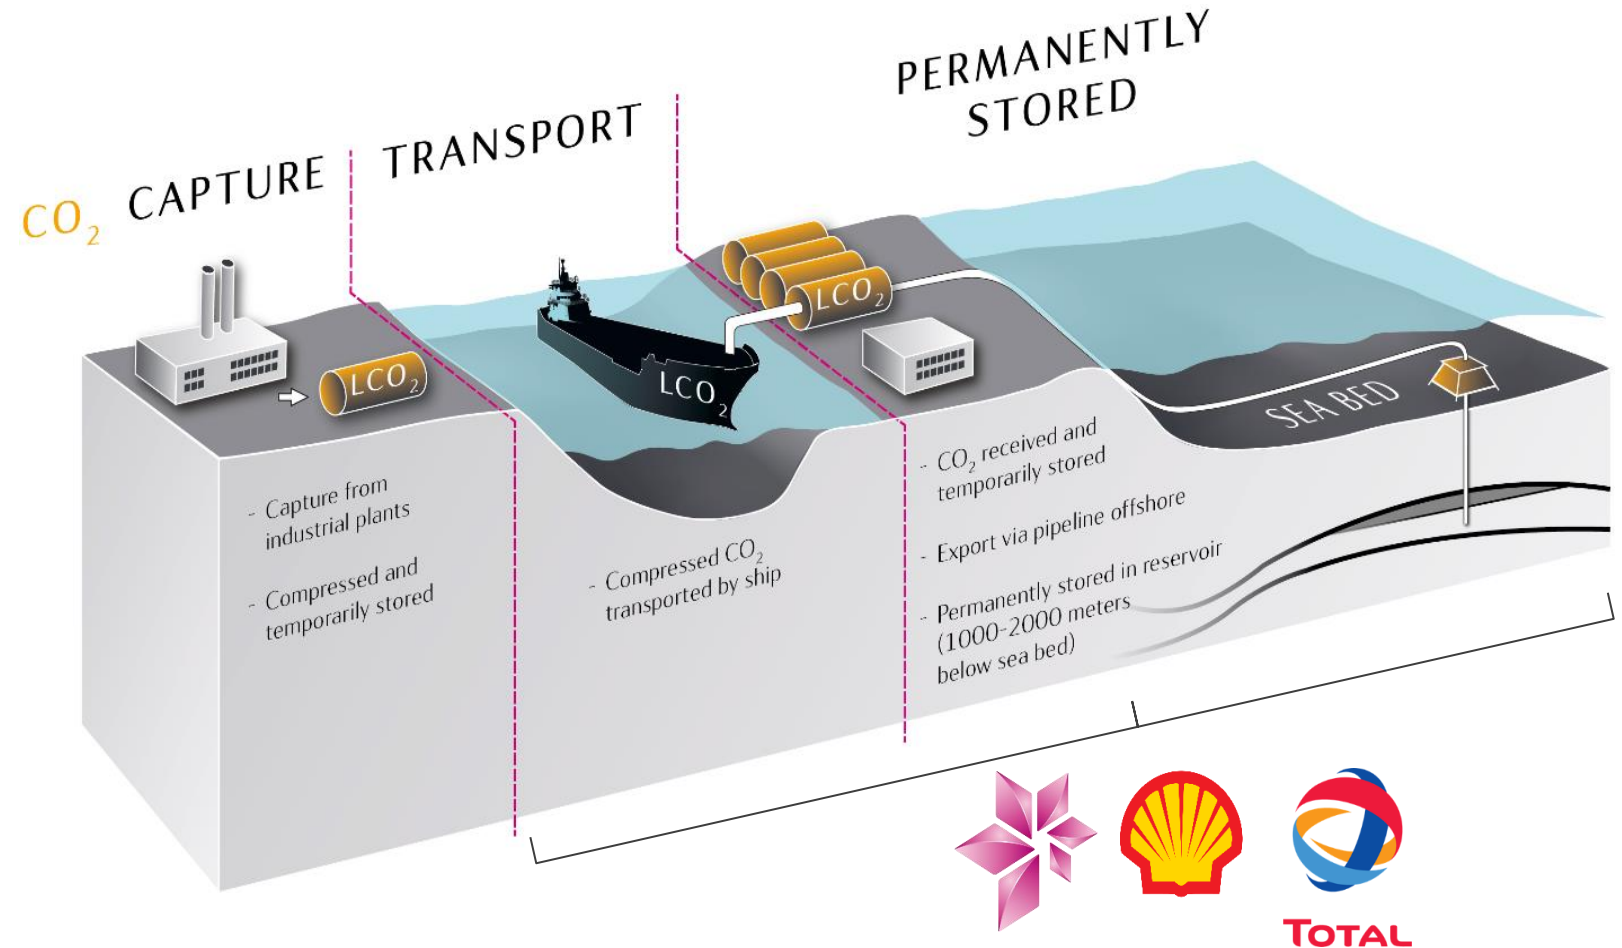 CO2 CAPTURE
TRANSPORT
PERMANENTLY
STORED
LCO2
LCO2
LCO2
SEA BED
- Capture from
industrial plants
- Compressed and
temporarily stored
- Compressed CO2
transported by ship
- CO2 received and
temporarily stored
- Export via pipeline offshore
- Permanently stored in reservoir
(1000-2000 meters
below sea bed)
TOTAL